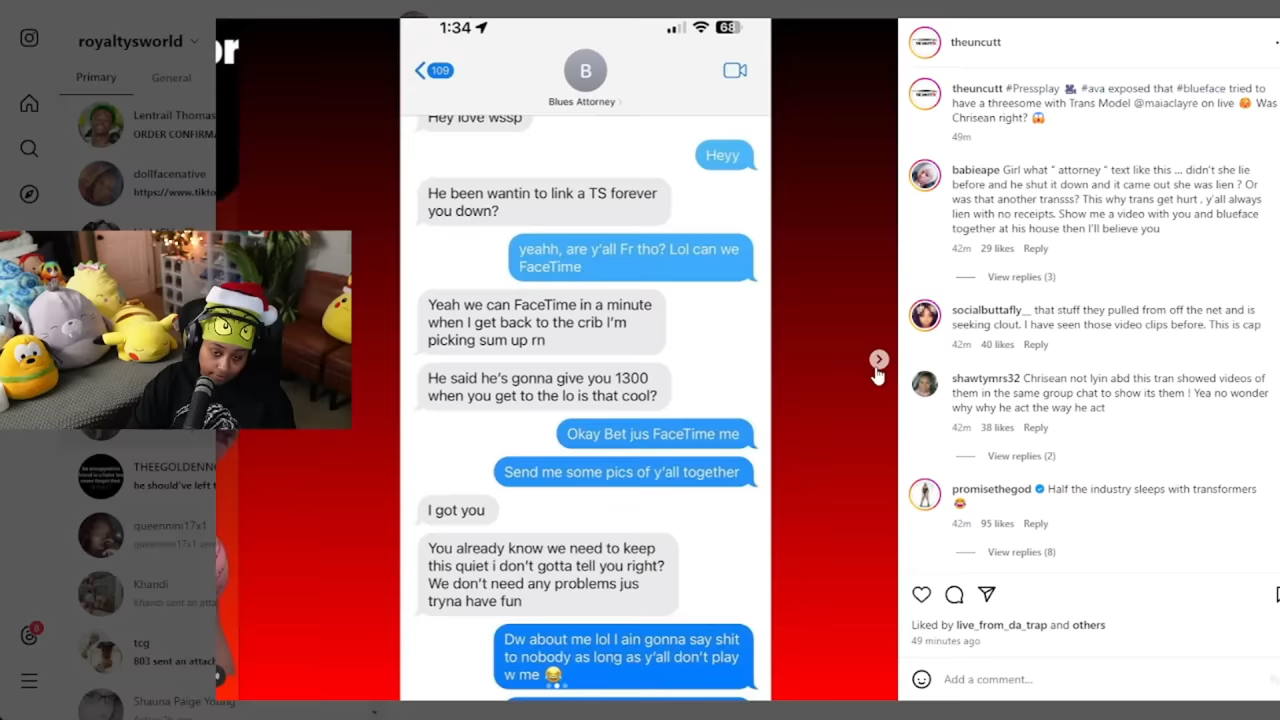 royaltysworld
or
Primary
General
Lentrail Thomas
ORDER CONFIRMA
dollfacenative
https://www.tikto
THEEGOLDENN
he should've left t
queennini17x1
Khandi
Khandi sent an atta
tcg
803 sent an attach
Shauna Paige Young
8
1:34
68
109
B
Blues Attorney
Hey love wssp
Heyy
He been wantin to link a TS forever
you down?
yeahh, are y'all Fr tho? Lol can we
FaceTime
Yeah we can FaceTime in a minute
when I get back to the crib I'm
picking sum up rn
He said he's gonna give you 1300
when you get to the lo is that cool?
Okay Bet jus FaceTime me
Send me some pics of y'all together
I got you
You already know we need to keep
this quiet i don't gotta tell you right?
We don't need any problems jus
tryna have fun
Dw about me lol I ain gonna say shit
to nobody as long as y'all don't play
w me 😂
theuncutt
theuncutt #Pressplay 🎥 #ava exposed that #blueface tried to
have a threesome with Trans Model @maiaclayre on live 🥵 Was
Chrisean right? 😱
49m
babieape Girl what " attorney " text like this ... didn't she lie
before and he shut it down and it came out she was lien ? Or
was that another transss? This why trans get hurt , y'all always
lien with no receipts. Show me a video with you and blueface
together at his house then I'll believe you
42m 29 likes Reply
View replies (3)
socialbuttafly__ that stuff they pulled from off the net and is
seeking clout. I have seen those video clips before. This is cap
42m 40 likes Reply
shawtymrs32 Chrisean not lyin abd this tran showed videos of
them in the same group chat to show its them ! Yea no wonder
why why he act the way he act
42m 38 likes Reply
View replies (2)
promisethegod Half the industry sleeps with transformers
😂
42m 95 likes Reply
View replies (8)
Liked by live_from_da_trap and others
49 minutes ago
Add a comment...